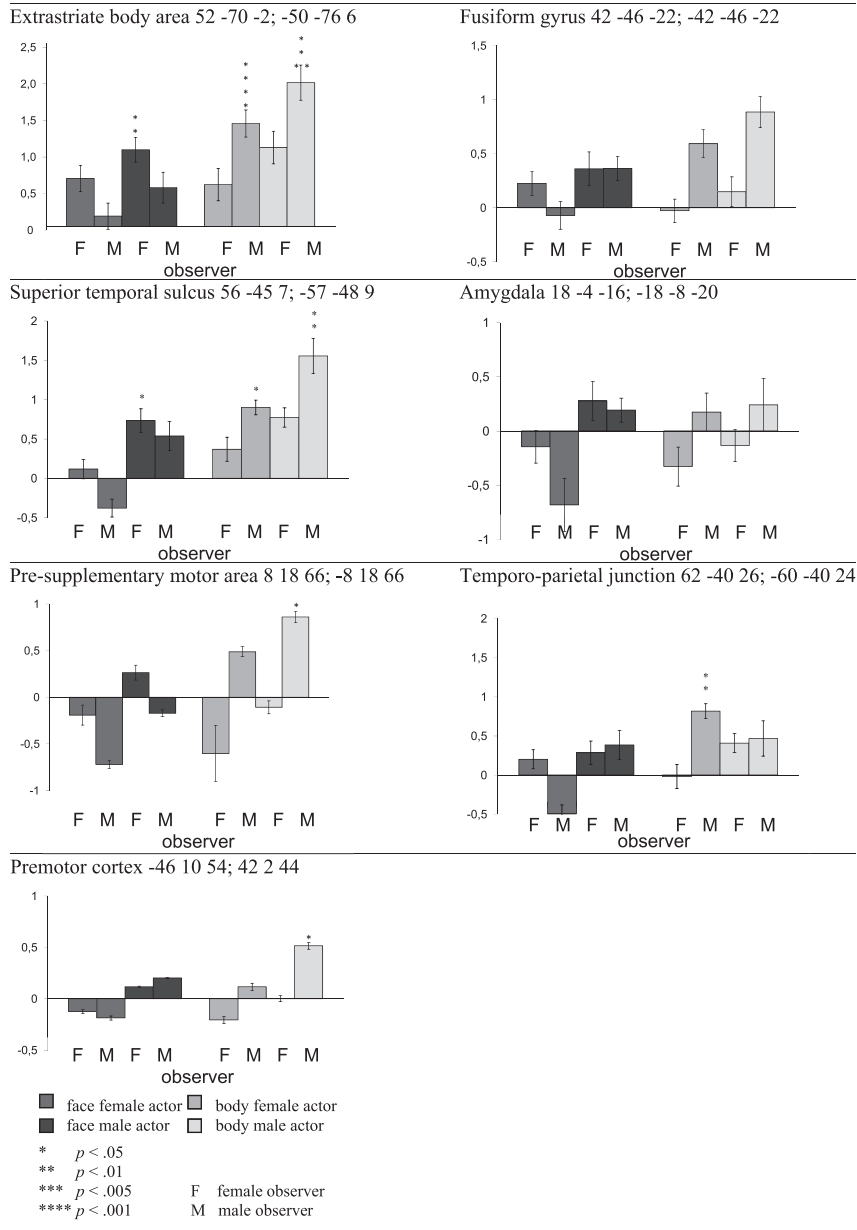 Extrastriate body area 52 -70 -2; -50 -76 6
2,5
2,0
1,5
1,0
0,5
0
* *
* * * *
* * * *
F M F M F M F M
observer
Fusiform gyrus 42 -46 -22; -42 -46 -22
1,5
1
0,5
0
-0,5
F M F M F M F M
observer
Superior temporal sulcus 56 -45 7; -57 -48 9
2
1,5
1
0,5
0
-0,5
*
*
* *
F M F M F M F M
observer
Amygdala 18 -4 -16; -18 -8 -20
1
0,5
0
-0,5
-1
F M F M F M F M
observer
Pre-supplementary motor area 8 18 66; -8 18 66
1
0,5
0
-0,5
-1
*
F M F M F M F M
observer
Temporo-parietal junction 62 -40 26; -60 -40 24
2
1,5
1
0,5
0
-0,5
* *
F M F M F M F M
observer
Premotor cortex -46 10 54; 42 2 44
1
0,5
0
-0,5
*
F M F M F M F M
observer
face female actor body female actor
face male actor body male actor
* p < .05
** p < .01
*** p < .005 F female observer
**** p < .001 M male observer